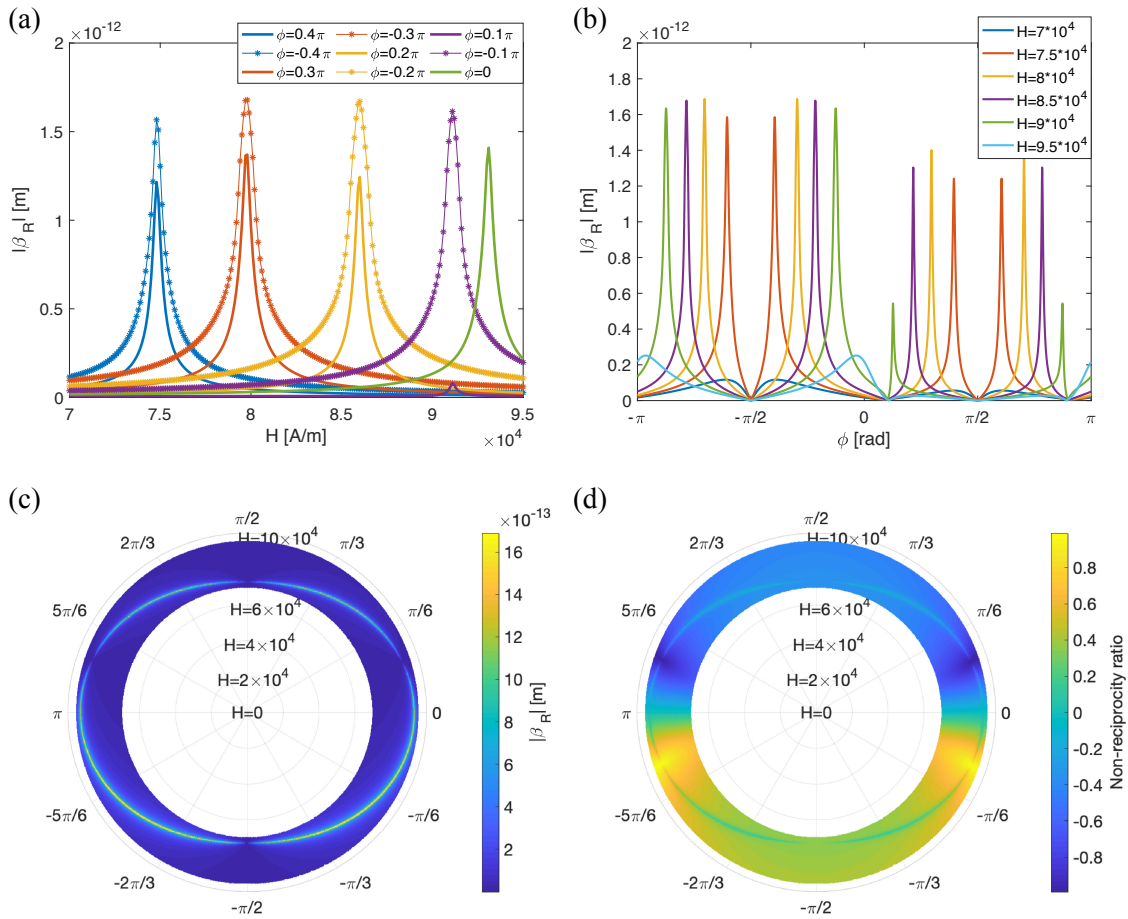 (a)
×10⁻¹²
ϕ=0.4π ϕ=-0.3π ϕ=0.1π
ϕ=-0.4π ϕ=0.2π ϕ=-0.1π
ϕ=0.3π ϕ=-0.2π ϕ=0
2
1.5
1
0.5
0
|β_R| [m]
7 7.5 8 8.5 9 9.5
H [A/m]
×10⁴
(b)
×10⁻¹²
H=7*10⁴
H=7.5*10⁴
H=8*10⁴
H=8.5*10⁴
H=9*10⁴
H=9.5*10⁴
2
1.8
1.6
1.4
1.2
1
0.8
0.6
0.4
0.2
0
|β_R| [m]
-π -π/2 0 π/2 π
ϕ [rad]
(c)
π/2
2π/3 π/3
5π/6 π/6
π 0
-5π/6 -π/6
-2π/3 -π/3
-π/2
H=10×10⁴
H=6×10⁴
H=4×10⁴
H=2×10⁴
H=0
×10⁻¹³
16
14
12
10
8
6
4
2
|β_R| [m]
(d)
π/2
2π/3 π/3
5π/6 π/6
π 0
-5π/6 -π/6
-2π/3 -π/3
-π/2
H=10×10⁴
H=6×10⁴
H=4×10⁴
H=2×10⁴
H=0
0.8
0.6
0.4
0.2
0
-0.2
-0.4
-0.6
-0.8
Non-reciprocity ratio